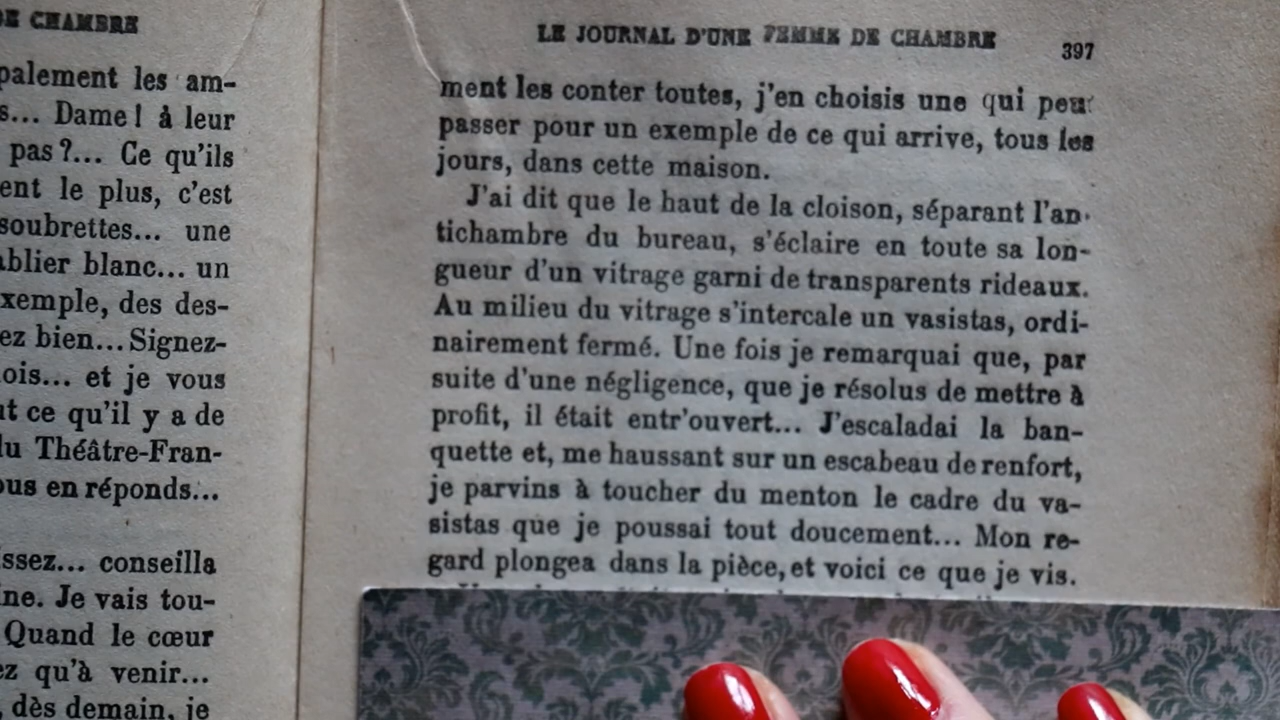 DE CHAMBRE
palement les am-
s... Dame! à leur
pas?... Ce qu'ils
ent le plus, c'est
soubrettes... une
ablier blanc... un
xemple, des des-
ez bien... Signez-
ois... et je vous
ut ce qu'il y a de
du Théâtre-Fran-
ous en réponds...
issez... conseilla
ine. Je vais tou-
Quand le cœur
ez qu'à venir...
, dès demain, je
LE JOURNAL D'UNE FEMME DE CHAMBRE 397
ment les conter toutes, j'en choisis une qui peut
passer pour un exemple de ce qui arrive, tous les
jours, dans cette maison.
J'ai dit que le haut de la cloison, séparant l'an-
tichambre du bureau, s'éclaire en toute sa lon-
gueur d'un vitrage garni de transparents rideaux.
Au milieu du vitrage s'intercale un vasistas, ordi-
nairement fermé. Une fois je remarquai que, par
suite d'une négligence, que je résolus de mettre à
profit, il était entr'ouvert... J'escaladai la ban-
quette et, me haussant sur un escabeau de renfort,
je parvins à toucher du menton le cadre du va-
sistas que je poussai tout doucement... Mon re-
gard plongea dans la pièce, et voici ce que je vis.